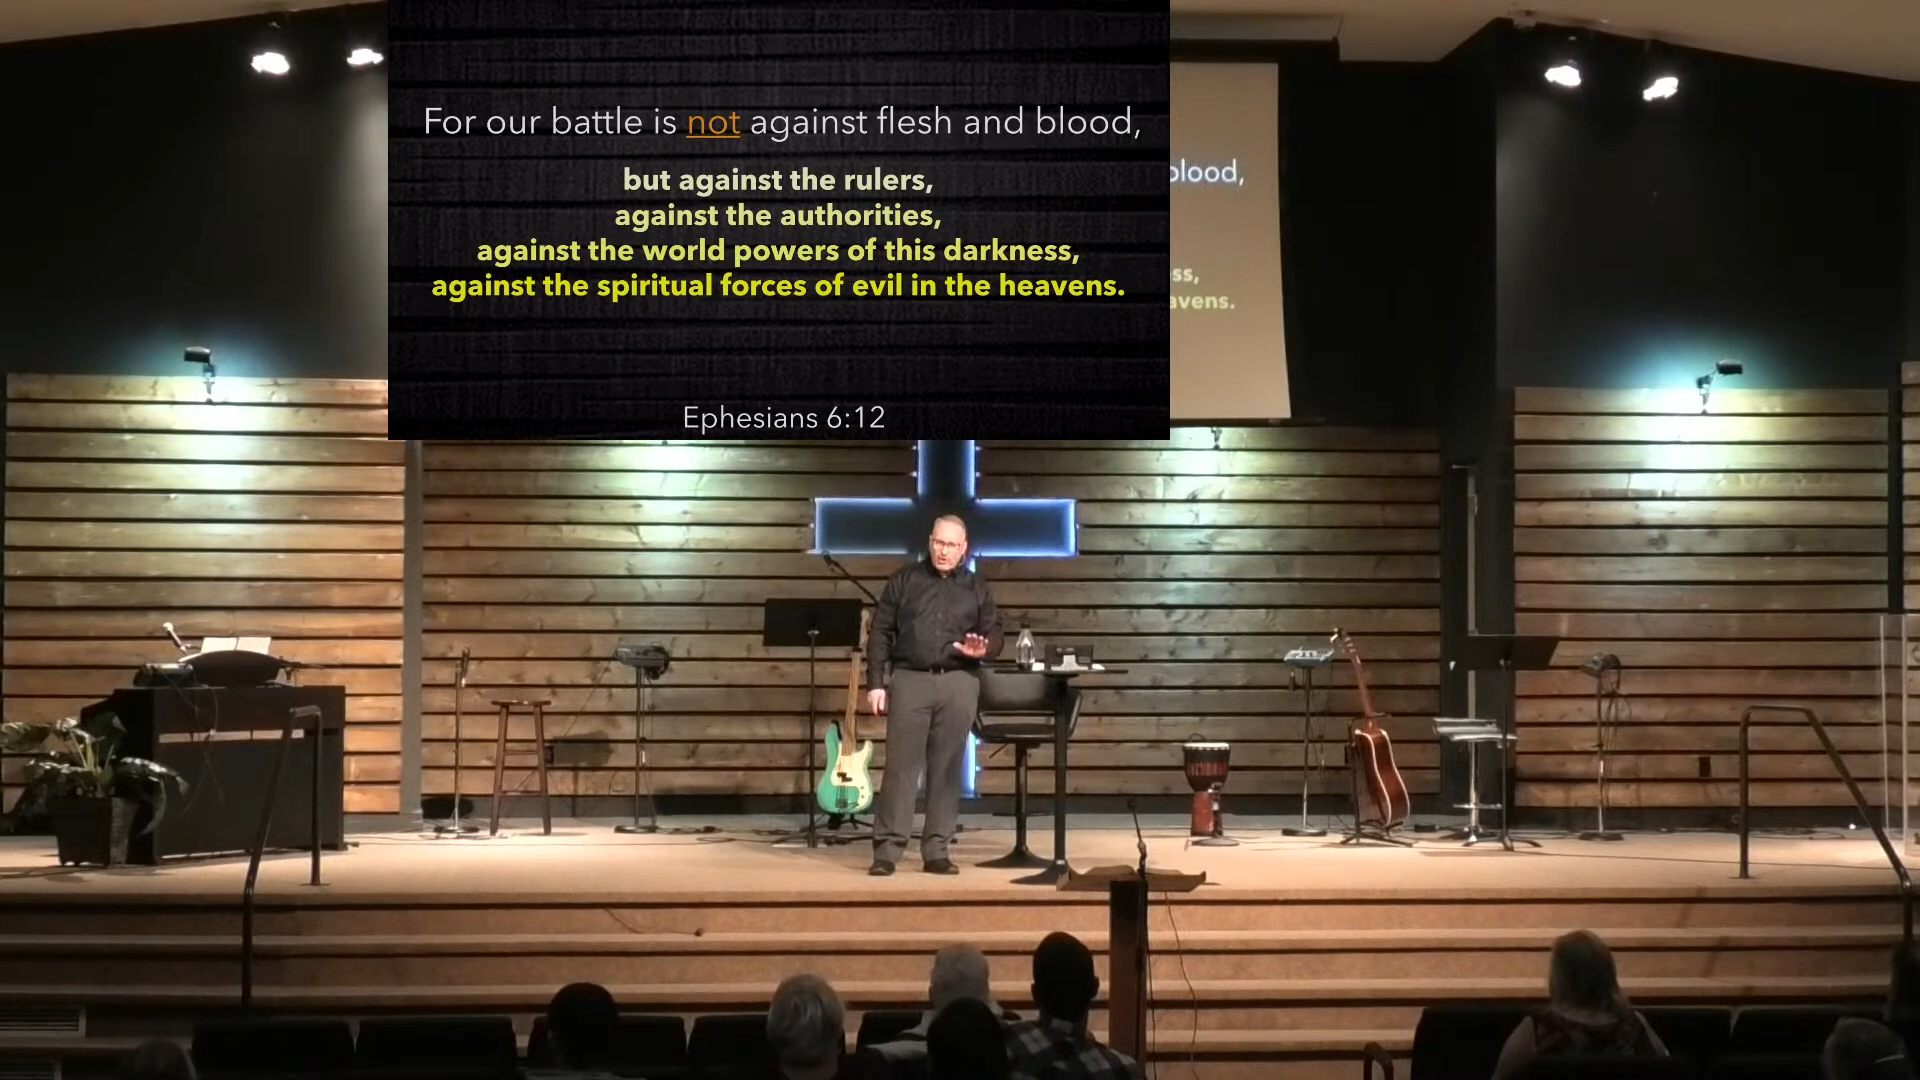 For our battle is not against flesh and blood,
but against the rulers,
against the authorities,
against the world powers of this darkness,
against the spiritual forces of evil in the heavens.
Ephesians 6:12
blood,
ss,
avens.